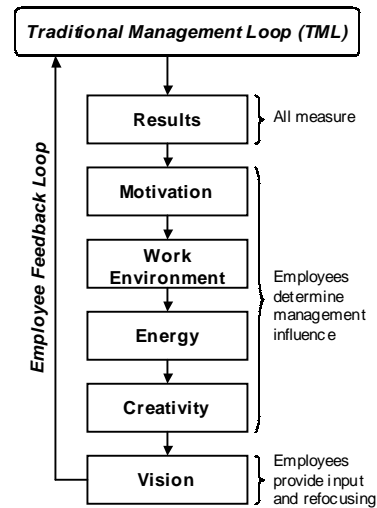 Traditional Management Loop (TML)
Results
All measure
Motivation
Work
Environment
Energy
Creativity
Employees
determine
management
influence
Vision
Employees
provide input
and refocusing
Employee Feedback Loop